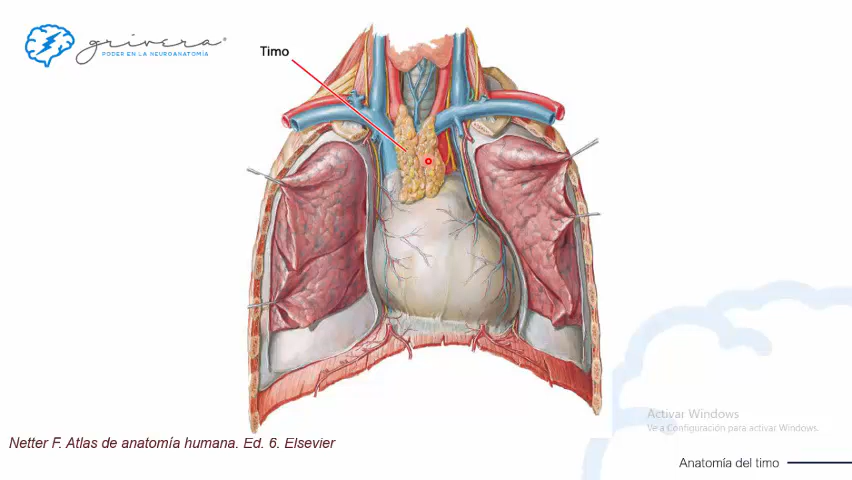 grivera
PODER EN LA NEUROANATOMÍA
Timo
Netter F. Atlas de anatomía humana. Ed. 6. Elsevier
Activar Windows
Ve a Configuración para activar Windows.
Anatomía del timo